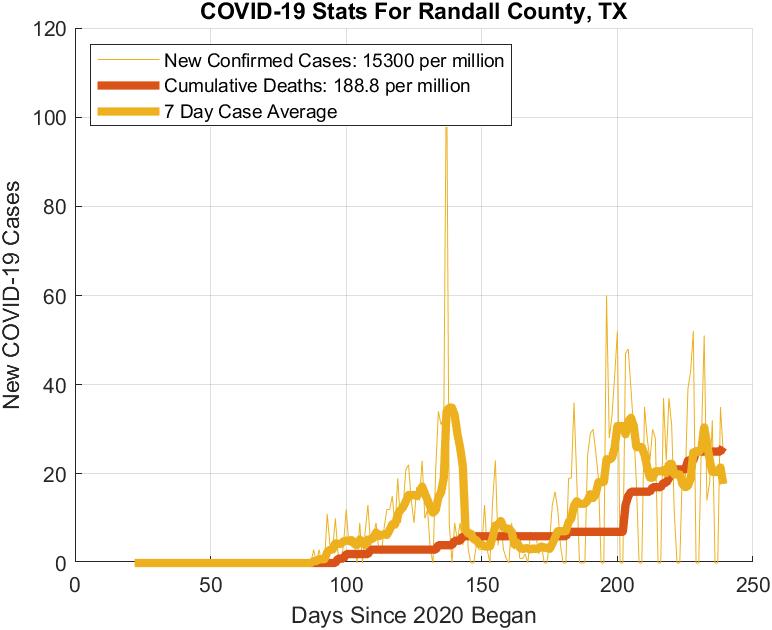 COVID-19 Stats For Randall County, TX
New Confirmed Cases: 15300 per million
Cumulative Deaths: 188.8 per million
7 Day Case Average
New COVID-19 Cases
120
100
80
60
40
20
0
0 50 100 150 200 250
Days Since 2020 Began